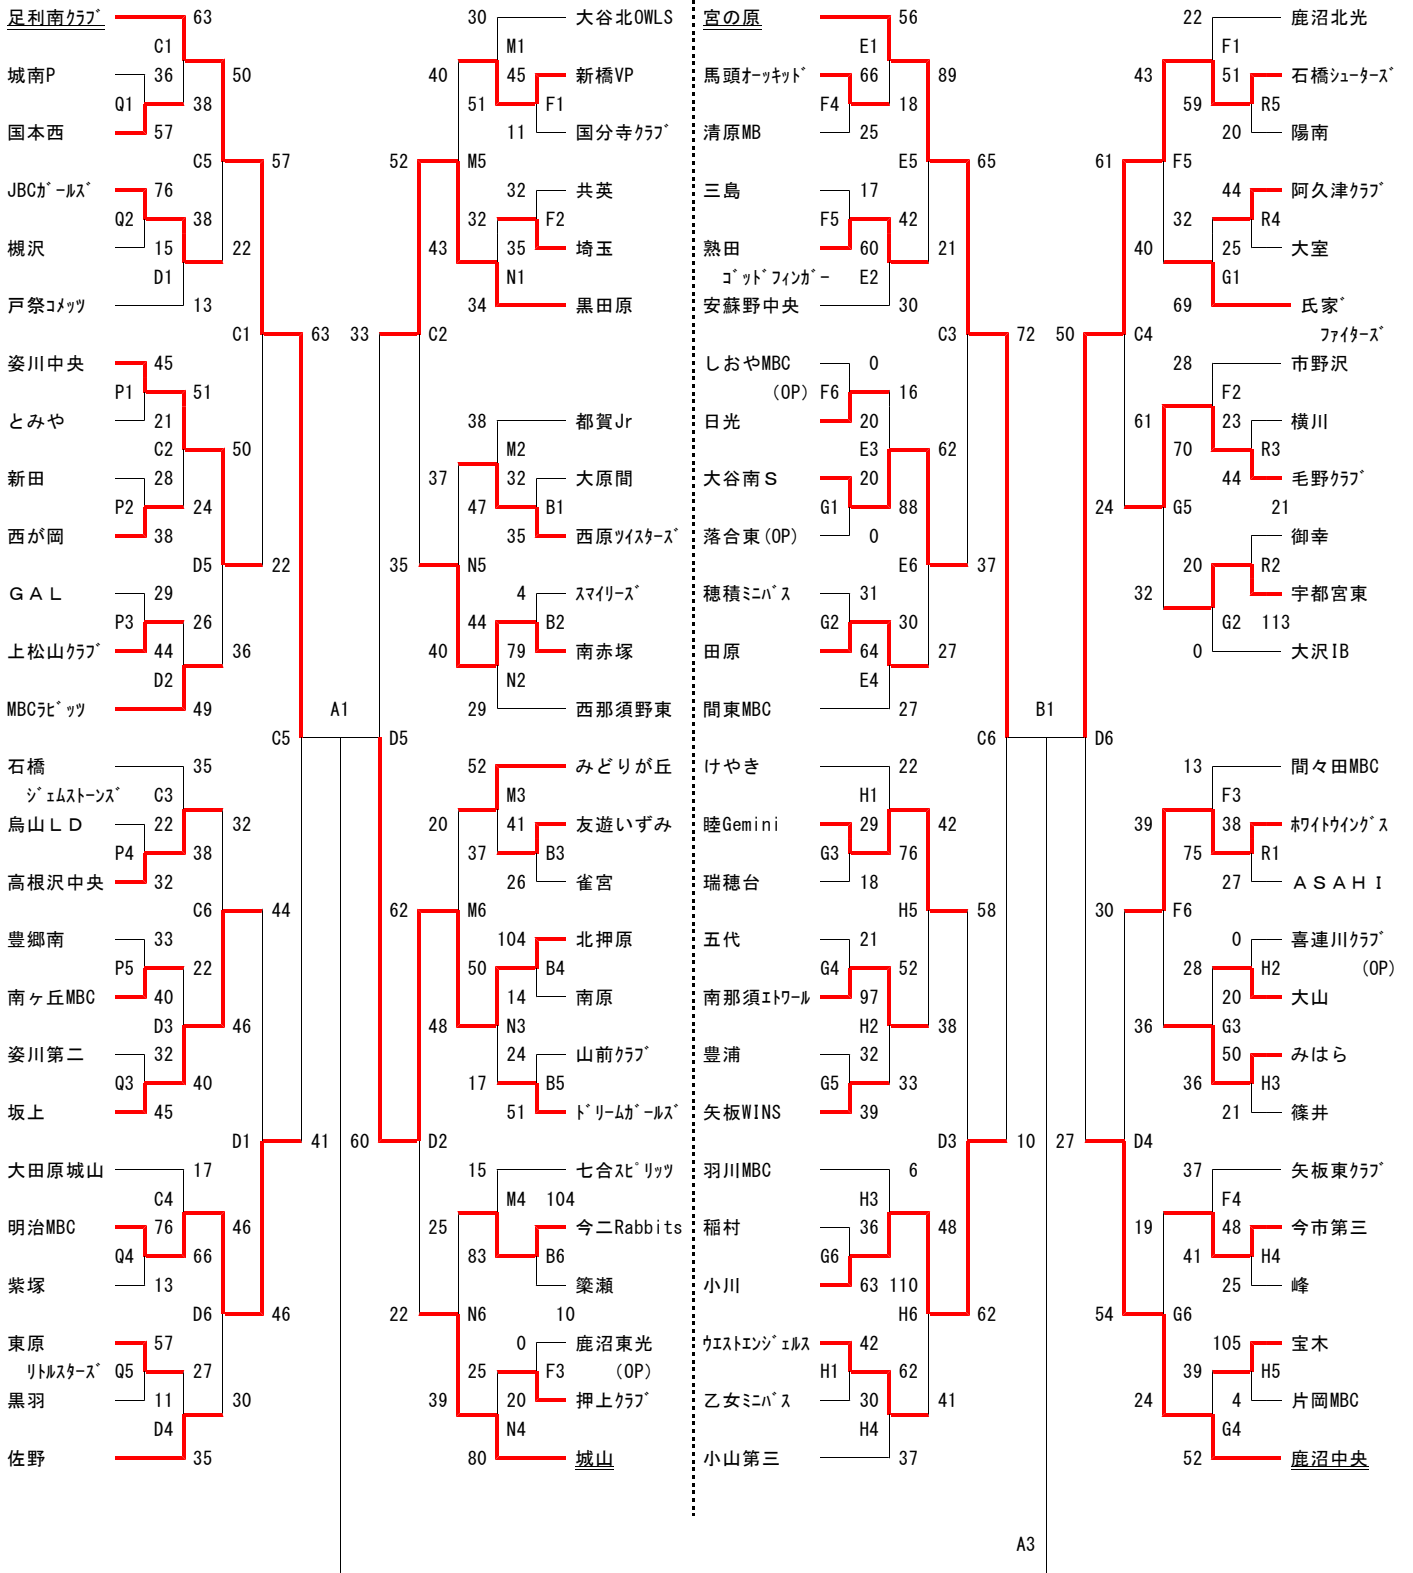 足利南ｸﾗﾌﾞ 63 30 大谷北OWLS 宮の原 56 22 鹿沼北光
C1 M1 E1 F1
城南P 36 50 40 45 新橋VP 馬頭ｵｰｯｷｯﾄﾞ 66 89 43 51 石橋ｼｭｰﾀｰｽﾞ
Q1 38 51 F1 F4 18 59 R5
国本西 57 11 国分寺ｸﾗﾌﾞ 清原MB 25 20 陽南
C5 57 52 M5 E5 65 61 F5
JBCｶﾞｰﾙｽﾞ 76 32 共英 三島 17 44 阿久津ｸﾗﾌﾞ
Q2 38 32 F2 F5 42 32 R4
槻沢 15 22 43 35 埼玉 熟田 60 21 40 25 大室
D1 N1 ｺﾞｯﾄﾞﾌｨﾝｶﾞｰ E2 G1
戸祭ｺﾒｯﾂ 13 34 黒田原 安蘇野中央 30 69 氏家
C1 63 33 C2 C3 72 50 C4 ﾌｧｲﾀｰｽﾞ
姿川中央 45 しおやMBC 0 28 市野沢
P1 51 (OP) F6 16 F2
とみや 21 38 都賀Jr 日光 20 61 23 横川
C2 50 M2 E3 62 70 R3
新田 28 37 32 大原間 大谷南Ｓ 20 44 毛野ｸﾗﾌﾞ
P2 24 47 B1 G1 88 24 G5 21
西が岡 38 35 西原ﾂｲｽﾀｰｽﾞ 落合東(OP) 0 御幸
D5 22 35 N5 E6 37 20 R2
ＧＡＬ 29 4 ｽﾏｲﾘｰｽﾞ 穂積ﾐﾆﾊﾞｽ 31 32 宇都宮東
P3 26 44 B2 G2 30 G2 113
上松山ｸﾗﾌﾞ 44 36 40 79 南赤塚 田原 64 27 0 大沢IB
D2 N2 E4
MBCﾗﾋﾞｯﾂ 49 A1 29 西那須野東 間東MBC 27 B1
C5 D5 C6 D6
石橋 35 52 みどりが丘 けやき 22 13 間々田MBC
ｼﾞｪﾑｽﾄｰﾝｽﾞ C3 M3 H1 F3
烏山ＬＤ 22 32 20 41 友遊いずみ 睦Gemini 29 42 39 38 ﾎﾜｲﾄｳｲﾝｸﾞｽ
P4 38 37 B3 G3 76 75 R1
高根沢中央 32 26 雀宮 瑞穂台 18 27 ＡＳＡＨＩ
C6 44 62 M6 H5 58 30 F6
豊郷南 33 104 北押原 五代 21 0 喜連川ｸﾗﾌﾞ
P5 22 50 B4 G4 52 28 H2 (OP)
南ヶ丘MBC 40 14 南原 南那須ｴﾄﾜｰﾙ 97 20 大山
D3 46 48 N3 H2 38 36 G3
姿川第二 32 24 山前ｸﾗﾌﾞ 豊浦 32 50 みはら
Q3 40 17 B5 G5 33 36 H3
坂上 45 51 ﾄﾞﾘｰﾑｶﾞｰﾙｽﾞ 矢板WINS 39 21 篠井
D1 41 60 D2 D3 10 27 D4
大田原城山 17 15 七合ｽﾋﾟﾘｯﾂ 羽川MBC 6 37 矢板東ｸﾗﾌﾞ
C4 M4 104 H3 F4
明治MBC 76 46 25 今二Rabbits 稲村 36 48 19 48 今市第三
Q4 66 83 B6 G6 41 H4
紫塚 13 簗瀬 小川 63 110 25 峰
D6 46 22 N6 10 H6 62 54 G6
東原 57 0 鹿沼東光 ｳｴｽﾄｴﾝｼﾞｪﾙｽ 42 105 宝木
ﾘﾄﾙｽﾀｰｽﾞ Q5 27 25 F3 (OP) H1 62 39 H5
黒羽 11 30 39 20 押上ｸﾗﾌﾞ 乙女ﾐﾆﾊﾞｽ 30 41 24 4 片岡MBC
D4 N4 H4 G4
佐野 35 80 城山 小山第三 37 52 鹿沼中央
A3